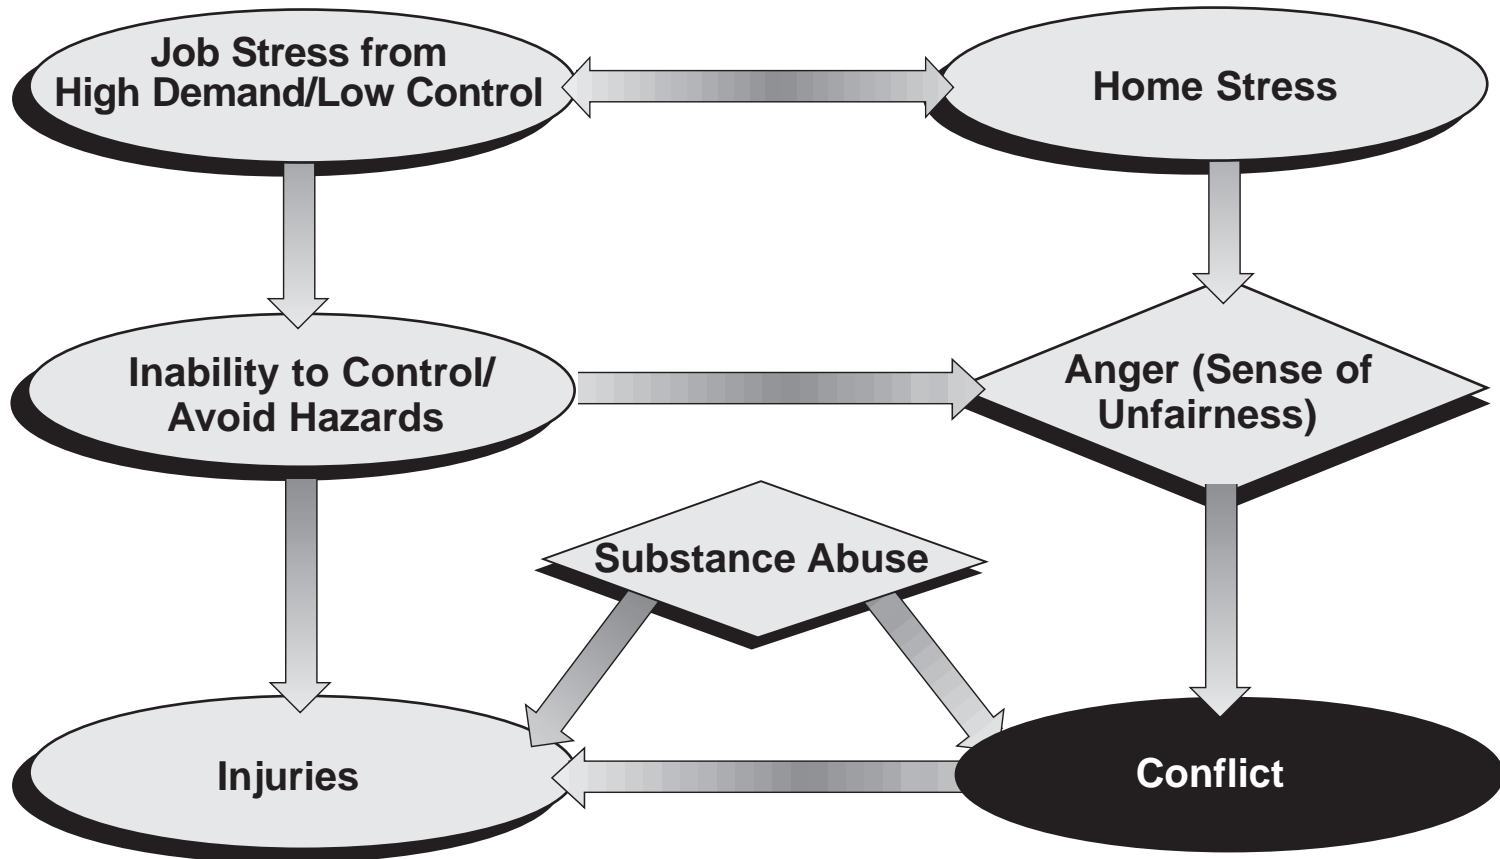 Job Stress from
High Demand/Low Control
Home Stress
Inability to Control/
Avoid Hazards
Anger (Sense of
Unfairness)
Substance Abuse
Injuries
Conflict